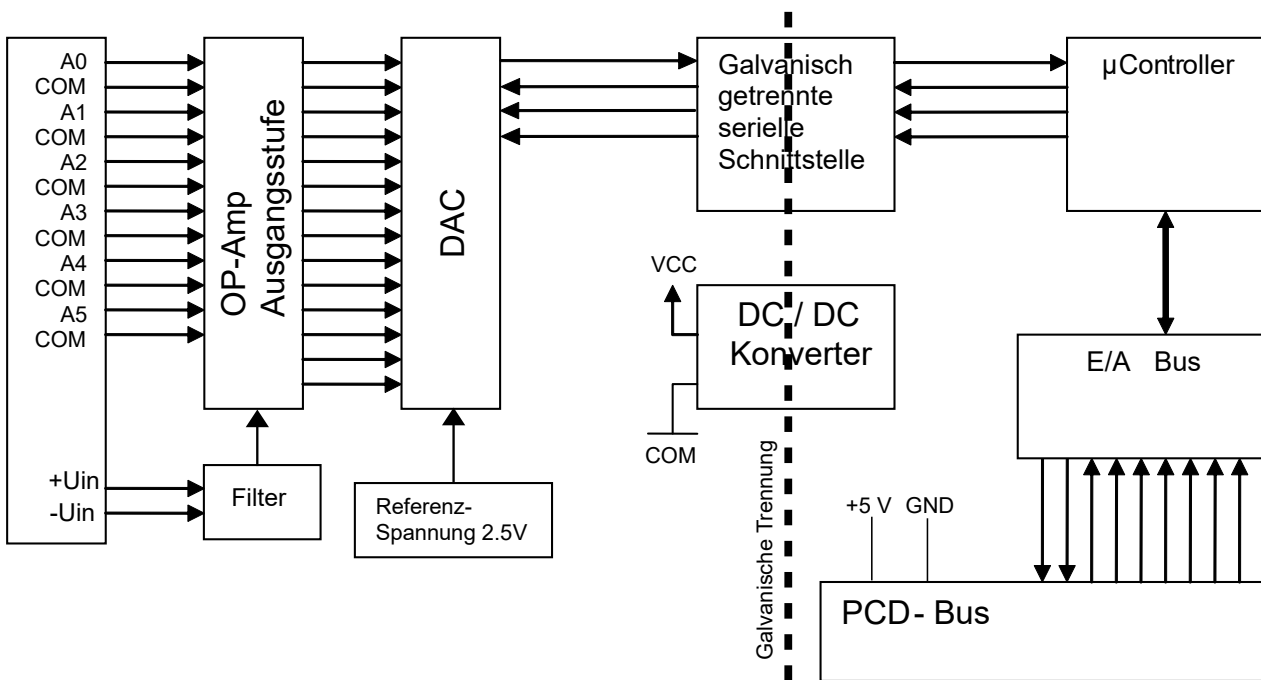 A0
COM
A1
COM
A2
COM
A3
COM
A4
COM
A5
COM
+Uin
-Uin
OP-Amp
Ausgangsstufe
Filter
DAC
Referenz-
Spannung 2.5V
Galvanisch
getrennte
serielle
Schnittstelle
µController
VCC
COM
DC / DC
Konverter
Galvanische Trennung
E/A Bus
+5 V GND
PCD - Bus